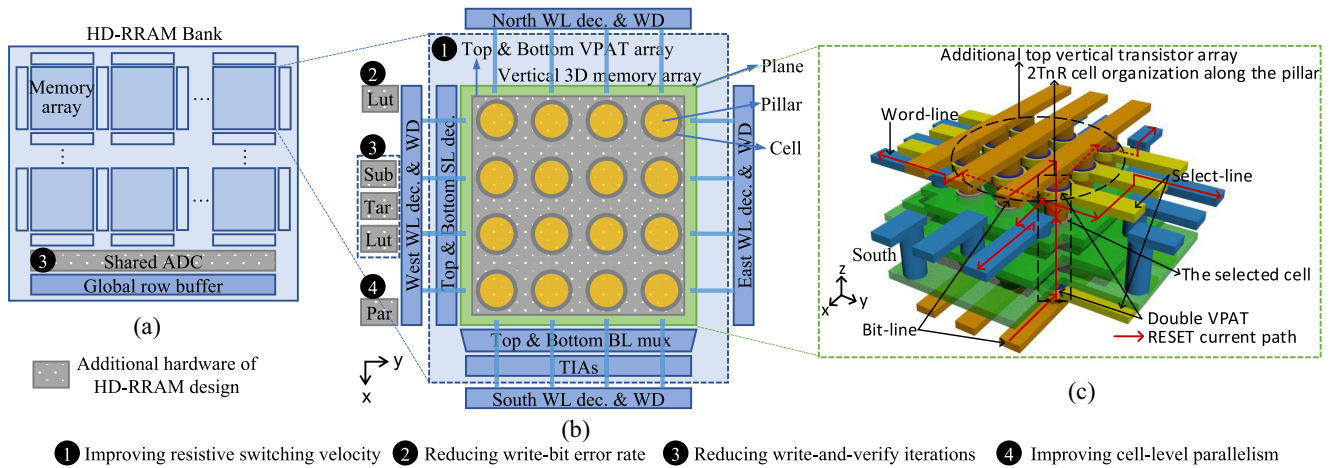 HD-RRAM Bank
Memory
array
...
...
...
...
3
Shared ADC
Global row buffer
(a)
Additional hardware of
HD-RRAM design
North WL dec. & WD
1 Top & Bottom VPAT array
Vertical 3D memory array
2
Lut
3
Sub
Tar
Lut
4
Par
West WL dec. & WD
Top & Bottom SL dec.
East WL dec. & WD
Plane
Pillar
Cell
Top & Bottom BL mux
TIAs
South WL dec. & WD
y
x
(b)
Additional top vertical transistor array
2TnR cell organization along the pillar
Word-line
Select-line
South
The selected cell
z
x
y
Bit-line
Double VPAT
RESET current path
(c)
1 Improving resistive switching velocity
2 Reducing write-bit error rate
3 Reducing write-and-verify iterations
4 Improving cell-level parallelism